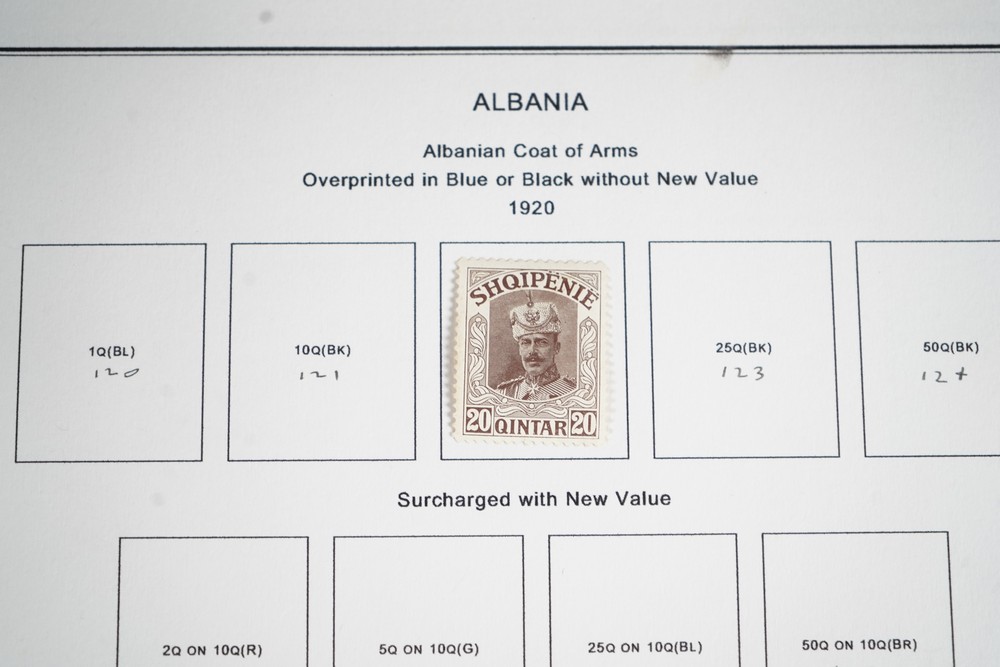 ALBANIA
Albanian Coat of Arms
Overprinted in Blue or Black without New Value
1920
1Q(BL)
120
10Q(BK)
121
SHQIPËNIË
20 QINTAR 20
25Q(BK)
123
50Q(BK)
124
Surcharged with New Value
2Q ON 10Q(R)
5Q ON 10Q(G)
25Q ON 10Q(BL)
50Q ON 10Q(BR)